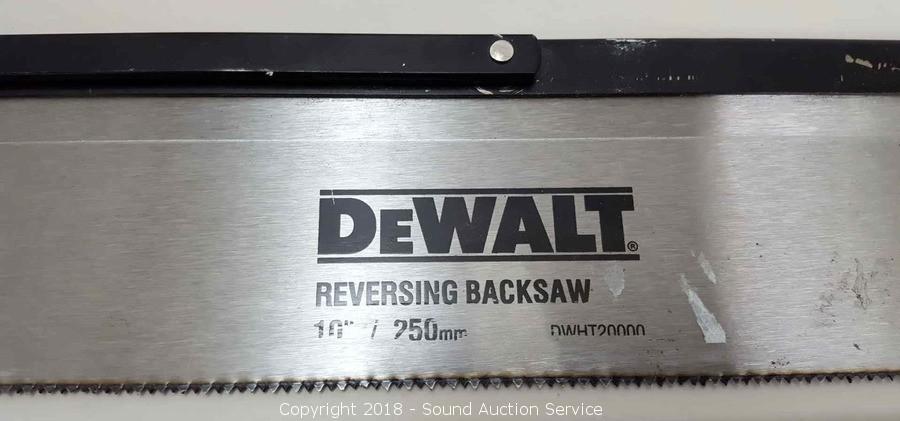 DEWALT®
REVERSING BACKSAW
10" / 250mm DWHT20000
Copyright 2018 - Sound Auction Service